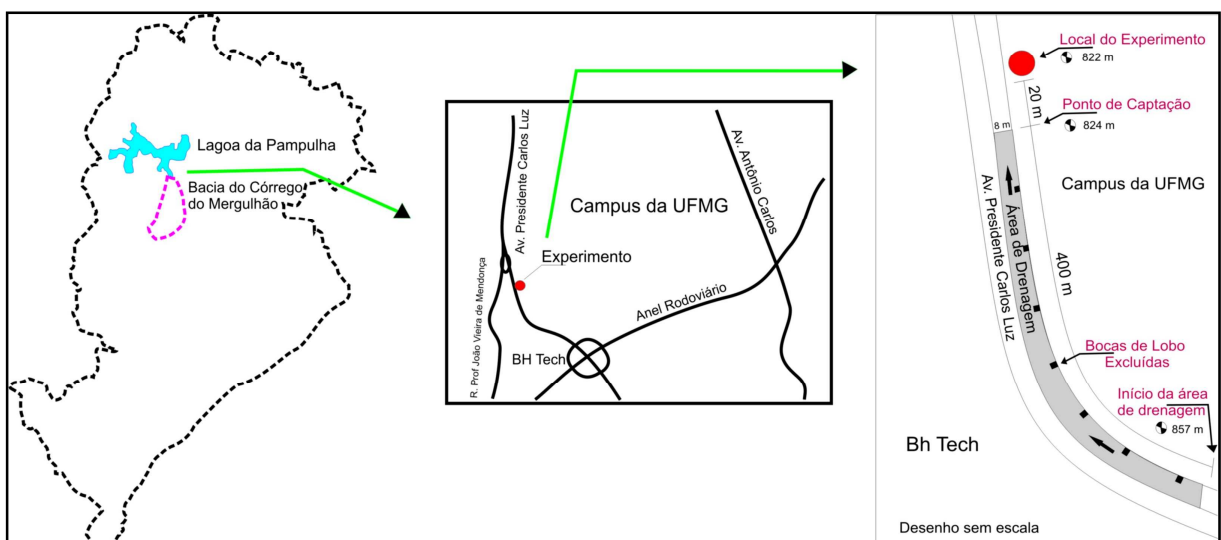 Lagoa da Pampulha
Bacia do Córrego
do Mergulhão
Av. Presidente Carlos Luz
Campus da UFMG
Av. Antônio Carlos
Experimento
R. Prof João Vieira de Mendonça
Anel Rodoviário
BH Tech
Local do Experimento
822 m
20 m
Ponto de Captação
8 m
824 m
Campus da UFMG
Av. Presidente Carlos Luz
Área de Drenagem
400 m
Bocas de Lobo
Excluídas
Início da área
de drenagem
857 m
Bh Tech
Desenho sem escala